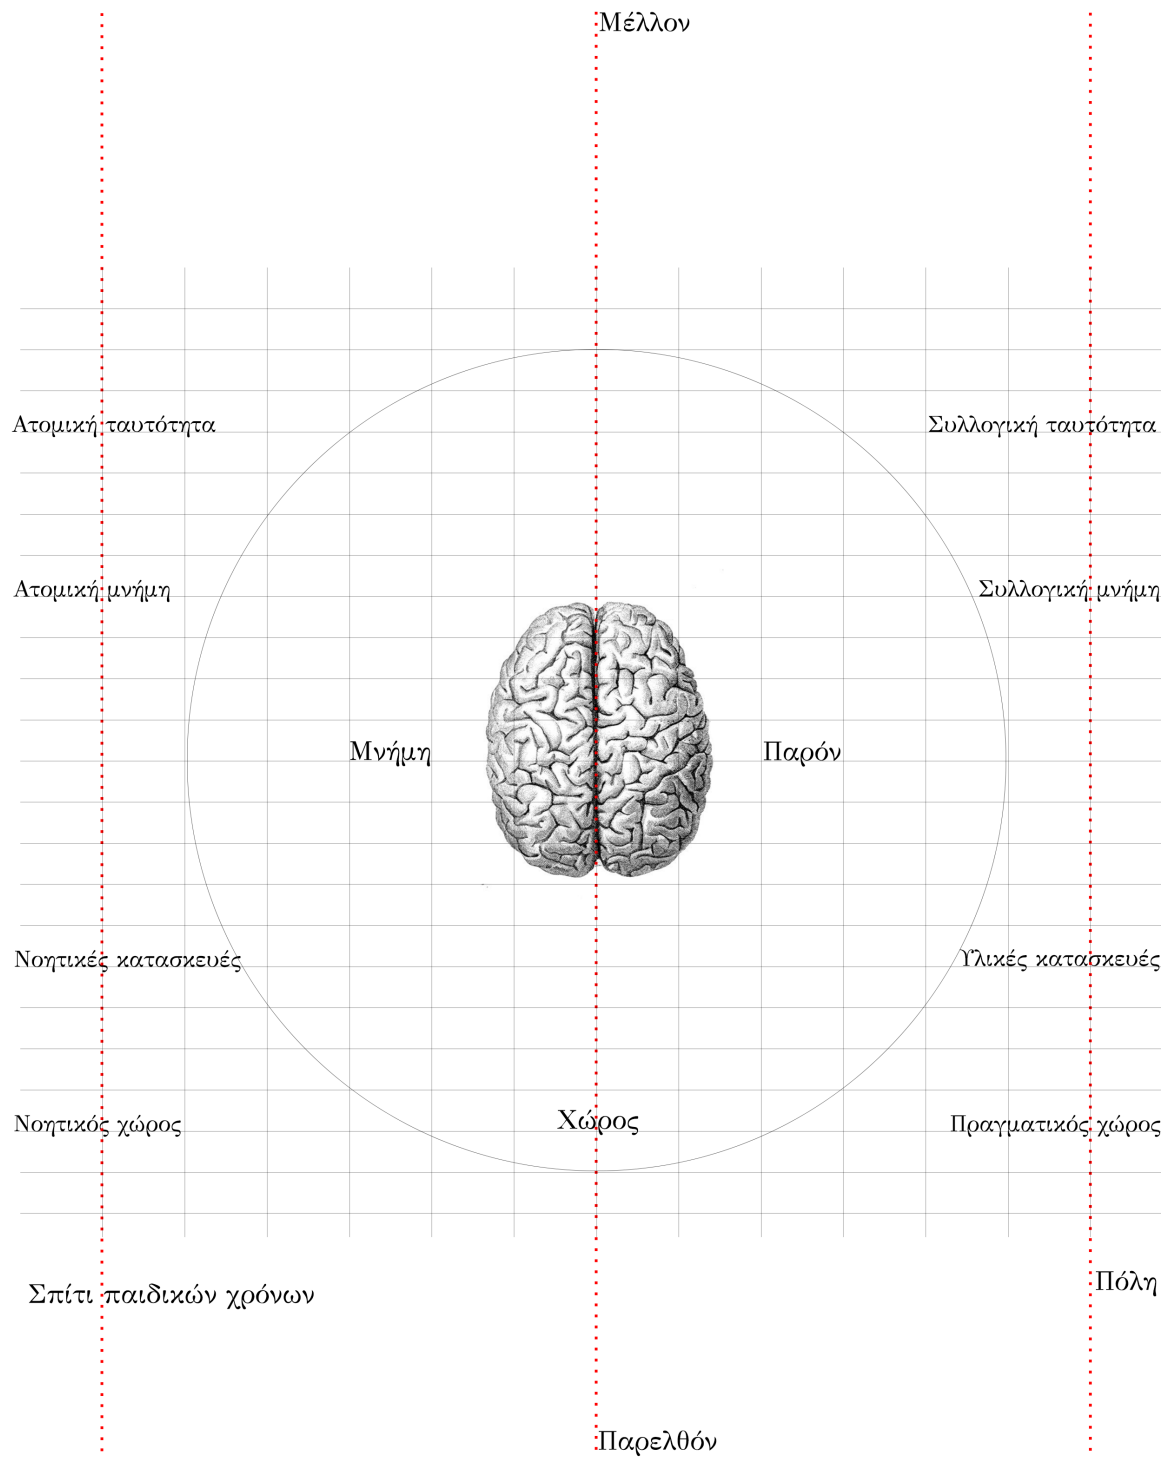 Μέλλον
Ατομική ταυτότητα
Συλλογική ταυτότητα
Ατομική μνήμη
Συλλογική μνήμη
Μνήμη
Παρόν
Νοητικές κατασκευές
Υλικές κατασκευές
Χώρος
Νοητικός χώρος
Πραγματικός χώρος
Σπίτι παιδικών χρόνων
Πόλη
Παρελθόν